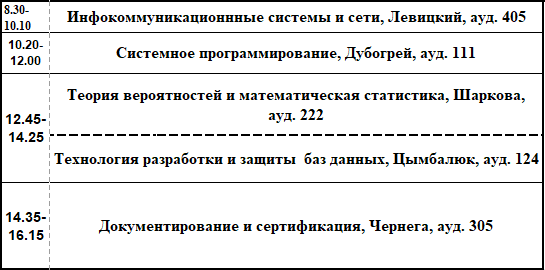 8.30-
10.10
Инфокоммуникационнные системы и сети, Левицкий, ауд. 405
10.20-
12.00
Системное программирование, Дубогрей, ауд. 111
12.45-
14.25
Теория вероятностей и математическая статистика, Шаркова,
ауд. 222
Технология разработки и защиты баз данных, Цымбалюк, ауд. 124
14.35-
16.15
Документирование и сертификация, Чернега, ауд. 305